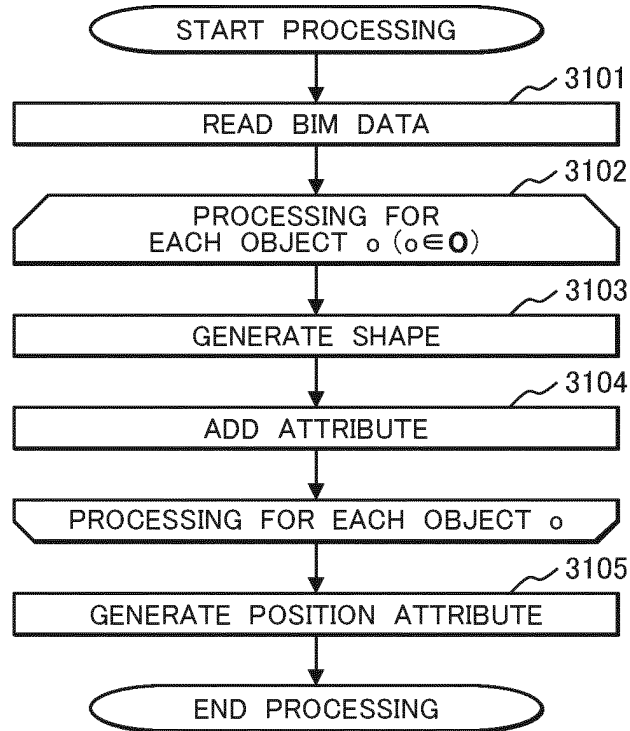 START PROCESSING
3101
READ BIM DATA
3102
PROCESSING FOR
EACH OBJECT o (o∈O)
3103
GENERATE SHAPE
3104
ADD ATTRIBUTE
PROCESSING FOR EACH OBJECT o
3105
GENERATE POSITION ATTRIBUTE
END PROCESSING